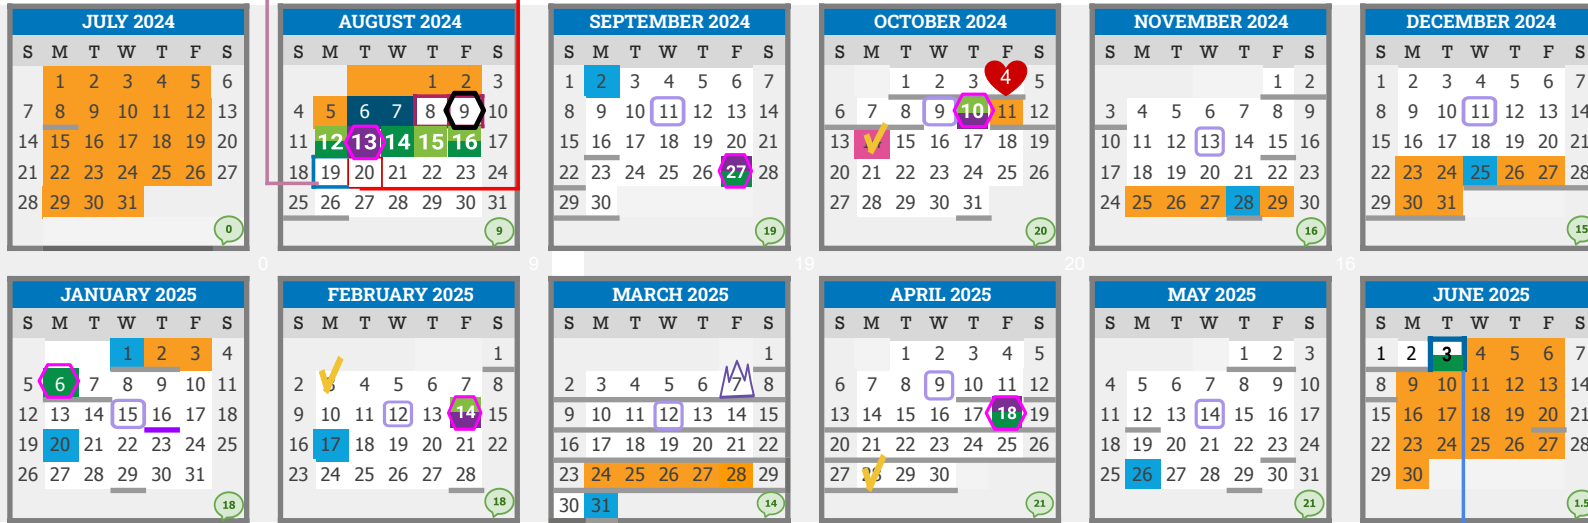 JULY 2024
S M T W T F S
1 2 3 4 5 6
7 8 9 10 11 12 13
14 15 16 17 18 19 20
21 22 23 24 25 26 27
28 29 30 31
0
AUGUST 2024
S M T W T F S
1 2 3
4 5 6 7 8 9 10
11 12 13 14 15 16 17
18 19 20 21 22 23 24
25 26 27 28 29 30 31
9
SEPTEMBER 2024
S M T W T F S
1 2 3 4 5 6 7
8 9 10 11 12 13 14
15 16 17 18 19 20 21
22 23 24 25 26 27 28
29 30
19
OCTOBER 2024
S M T W T F S
1 2 3 4 5
6 7 8 9 10 11 12
13 15 16 17 18 19
20 21 22 23 24 25 26
27 28 29 30 31
20
NOVEMBER 2024
S M T W T F S
1 2
3 4 5 6 7 8 9
10 11 12 13 14 15 16
17 18 19 20 21 22 23
24 25 26 27 28 29 30
16
DECEMBER 2024
S M T W T F S
1 2 3 4 5 6 7
8 9 10 11 12 13 14
15 16 17 18 19 20 21
22 23 24 25 26 27 28
29 30 31
15
0 9 19 20 16
JANUARY 2025
S M T W T F S
1 2 3 4
5 6 7 8 9 10 11
12 13 14 15 16 17 18
19 20 21 22 23 24 25
26 27 28 29 30 31
18
FEBRUARY 2025
S M T W T F S
1
2 3 4 5 6 7 8
9 10 11 12 13 14 15
16 17 18 19 20 21 22
23 24 25 26 27 28
18
MARCH 2025
S M T W T F S
1
2 3 4 5 6 7 8
9 10 11 12 13 14 15
16 17 18 19 20 21 22
23 24 25 26 27 28 29
30 31
14
APRIL 2025
S M T W T F S
1 2 3 4 5
6 7 8 9 10 11 12
13 14 15 16 17 18 19
20 21 22 23 24 25 26
27 28 29 30
21
MAY 2025
S M T W T F S
1 2 3
4 5 6 7 8 9 10
11 12 13 14 15 16 17
18 19 20 21 22 23 24
25 26 27 28 29 30 31
21
JUNE 2025
S M T W T F S
1 2 3 4 5 6 7
8 9 10 11 12 13 14
15 16 17 18 19 20 21
22 23 24 25 26 27 28
29 30
1.5